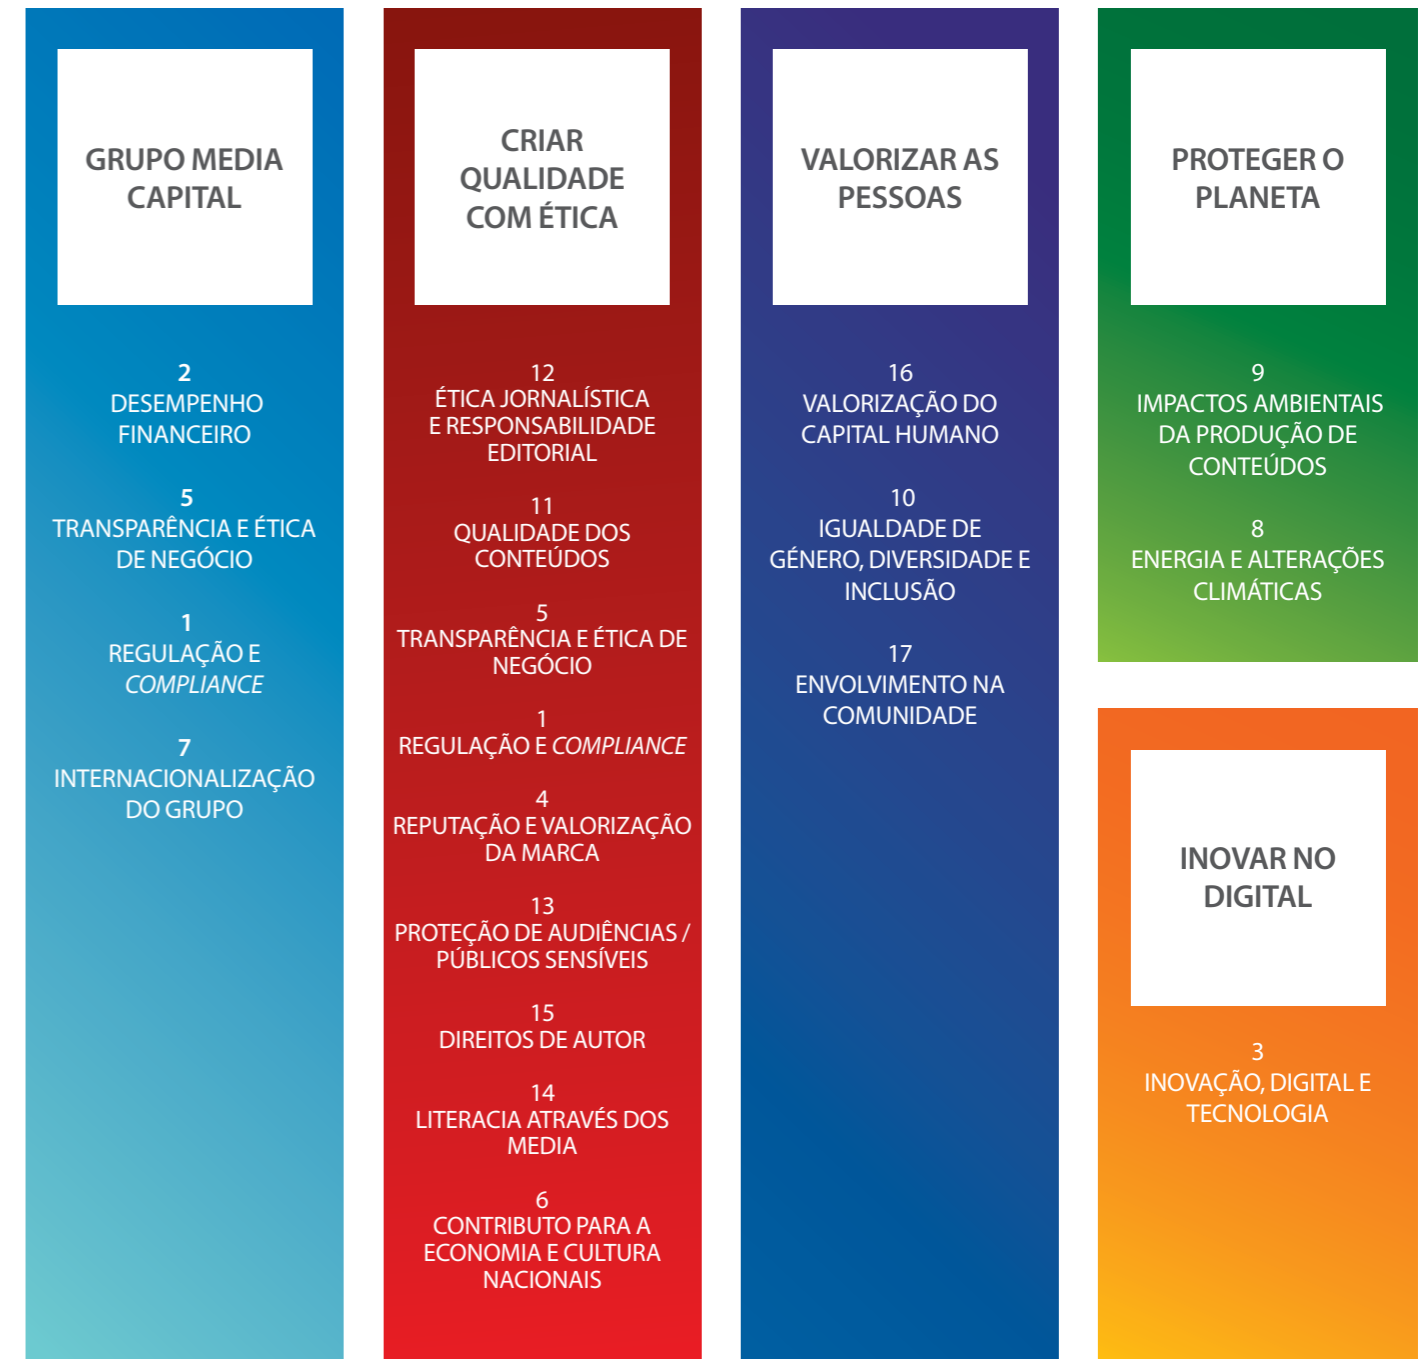 GRUPO MEDIA
CAPITAL
2
DESEMPENHO
FINANCEIRO
5
TRANSPARÊNCIA E ÉTICA
DE NEGÓCIO
1
REGULAÇÃO E
COMPLIANCE
7
INTERNACIONALIZAÇÃO
DO GRUPO
CRIAR
QUALIDADE
COM ÉTICA
12
ÉTICA JORNALÍSTICA
E RESPONSABILIDADE
EDITORIAL
11
QUALIDADE DOS
CONTEÚDOS
5
TRANSPARÊNCIA E ÉTICA DE
NEGÓCIO
1
REGULAÇÃO E COMPLIANCE
4
REPUTAÇÃO E VALORIZAÇÃO
DA MARCA
13
PROTEÇÃO DE AUDIÊNCIAS /
PÚBLICOS SENSÍVEIS
15
DIREITOS DE AUTOR
14
LITERACIA ATRAVÉS DOS
MEDIA
6
CONTRIBUTO PARA A
ECONOMIA E CULTURA
NACIONAIS
VALORIZAR AS
PESSOAS
16
VALORIZAÇÃO DO
CAPITAL HUMANO
10
IGUALDADE DE
GÉNERO, DIVERSIDADE E
INCLUSÃO
17
ENVOLVIMENTO NA
COMUNIDADE
PROTEGER O
PLANETA
9
IMPACTOS AMBIENTAIS
DA PRODUÇÃO DE
CONTEÚDOS
8
ENERGIA E ALTERAÇÕES
CLIMÁTICAS
INOVAR NO
DIGITAL
3
INOVAÇÃO, DIGITAL E
TECNOLOGIA